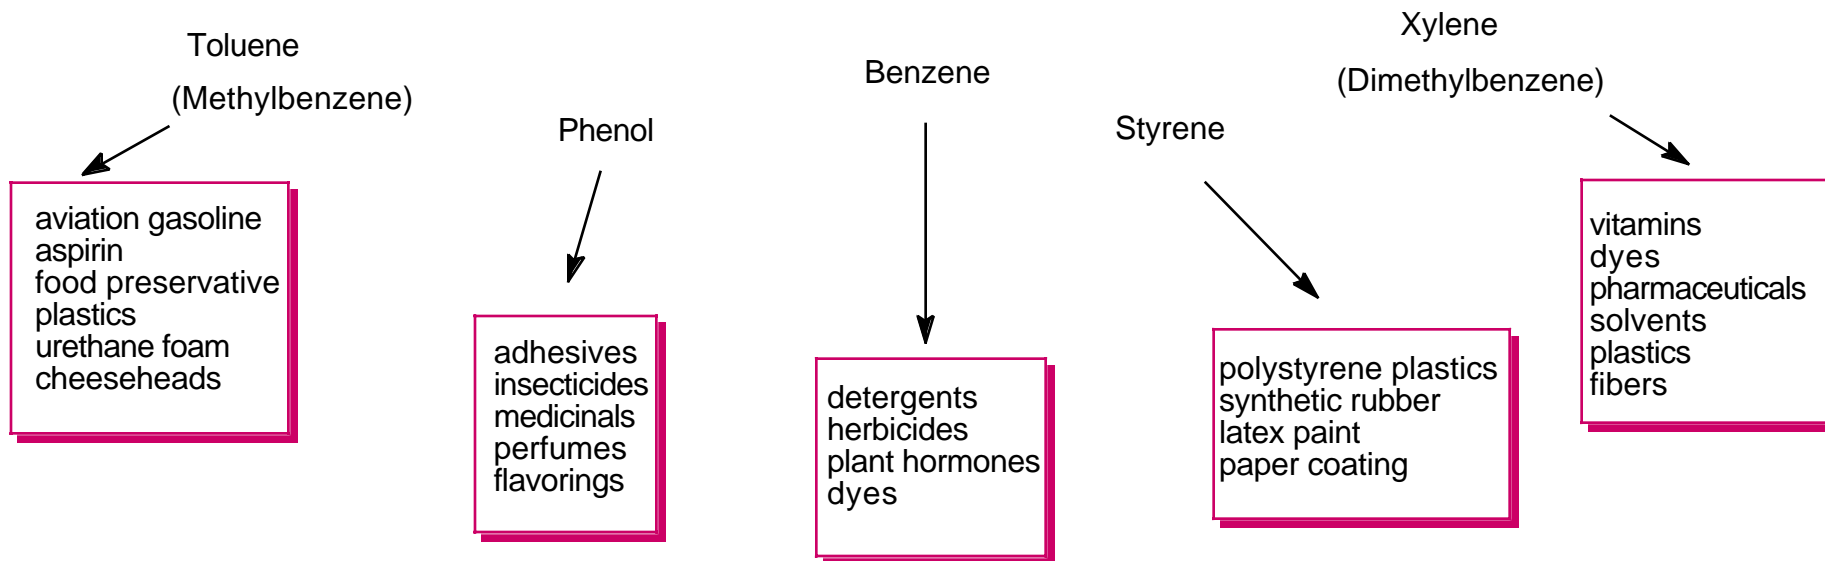 Toluene
(Methylbenzene)
aviation gasoline
aspirin
food preservative
plastics
urethane foam
cheeseheads
Phenol
adhesives
insecticides
medicinals
perfumes
flavorings
Benzene
detergents
herbicides
plant hormones
dyes
Styrene
polystyrene plastics
synthetic rubber
latex paint
paper coating
Xylene
(Dimethylbenzene)
vitamins
dyes
pharmaceuticals
solvents
plastics
fibers